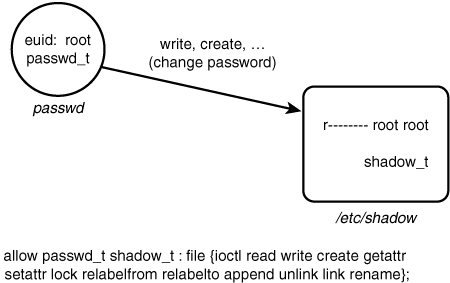 euid: root
passwd_t
passwd
write, create, ...
(change password)
r-------- root root
shadow_t
/etc/shadow
allow passwd_t shadow_t : file {ioctl read write create getattr
setattr lock relabelfrom relabelto append unlink link rename};